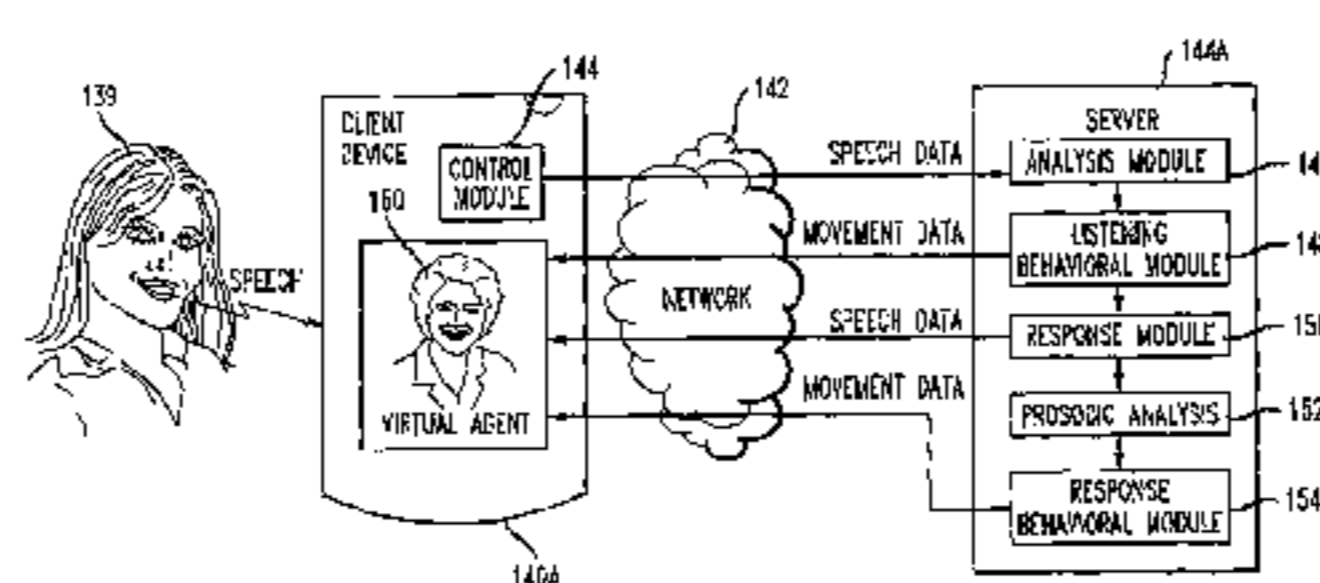 139
SPEECH
CLIENT
DEVICE
144
CONTROL
MODULE
160
VIRTUAL AGENT
140A
142
NETWORK
SPEECH DATA
MOVEMENT DATA
SPEECH DATA
MOVEMENT DATA
144A
SERVER
ANALYSIS MODULE
LISTENING
BEHAVIORAL MODULE
RESPONSE MODULE
PROSODIC ANALYSIS
152
RESPONSE
BEHAVIORAL MODULE
154